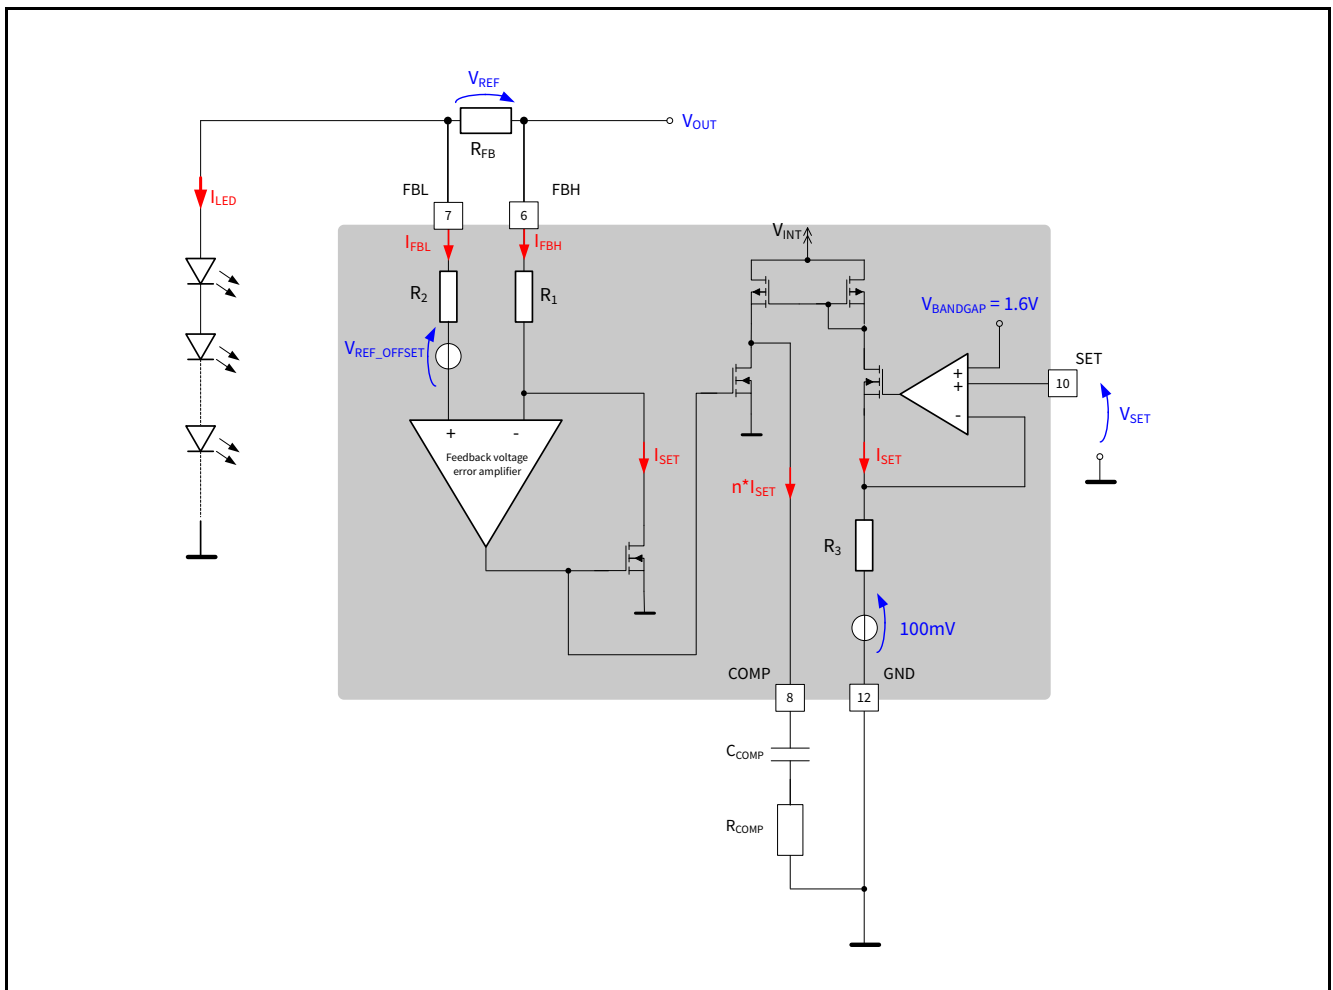 VREF
VOUT
RFB
FBL
FBH
ILED
7
6
IFBL
IFBH
VINT
R2
R1
VBANDGAP = 1.6V
VREF_OFFSET
SET
10
+
+
-
VSET
+
-
Feedback voltage
error amplifier
ISET
ISET
n*ISET
R3
100mV
COMP
GND
8
12
CCOMP
RCOMP